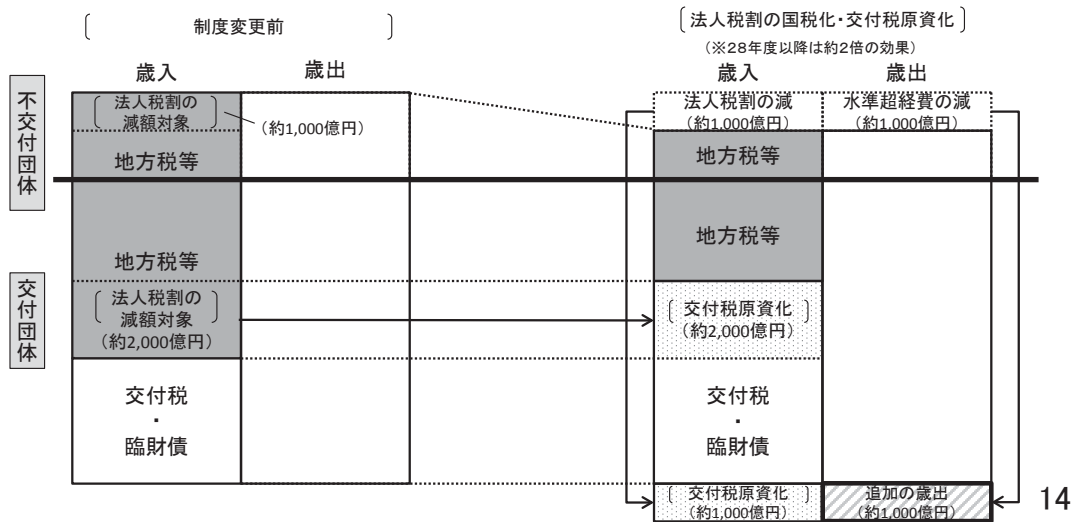 〔 制度変更前 〕
歳入
歳出
不交付団体
〔 法人税割の
減額対象 〕
(約1,000億円)
地方税等
地方税等
交付団体
〔 法人税割の
減額対象 〕
(約2,000億円)
交付税
・
臨財債
〔 法人税割の国税化・交付税原資化 〕
(※28年度以降は約2倍の効果)
歳入
歳出
法人税割の減
(約1,000億円)
水準超経費の減
(約1,000億円)
地方税等
地方税等
〔 交付税原資化 〕
(約2,000億円)
交付税
・
臨財債
〔 交付税原資化 〕
(約1,000億円)
追加の歳出
(約1,000億円)
14